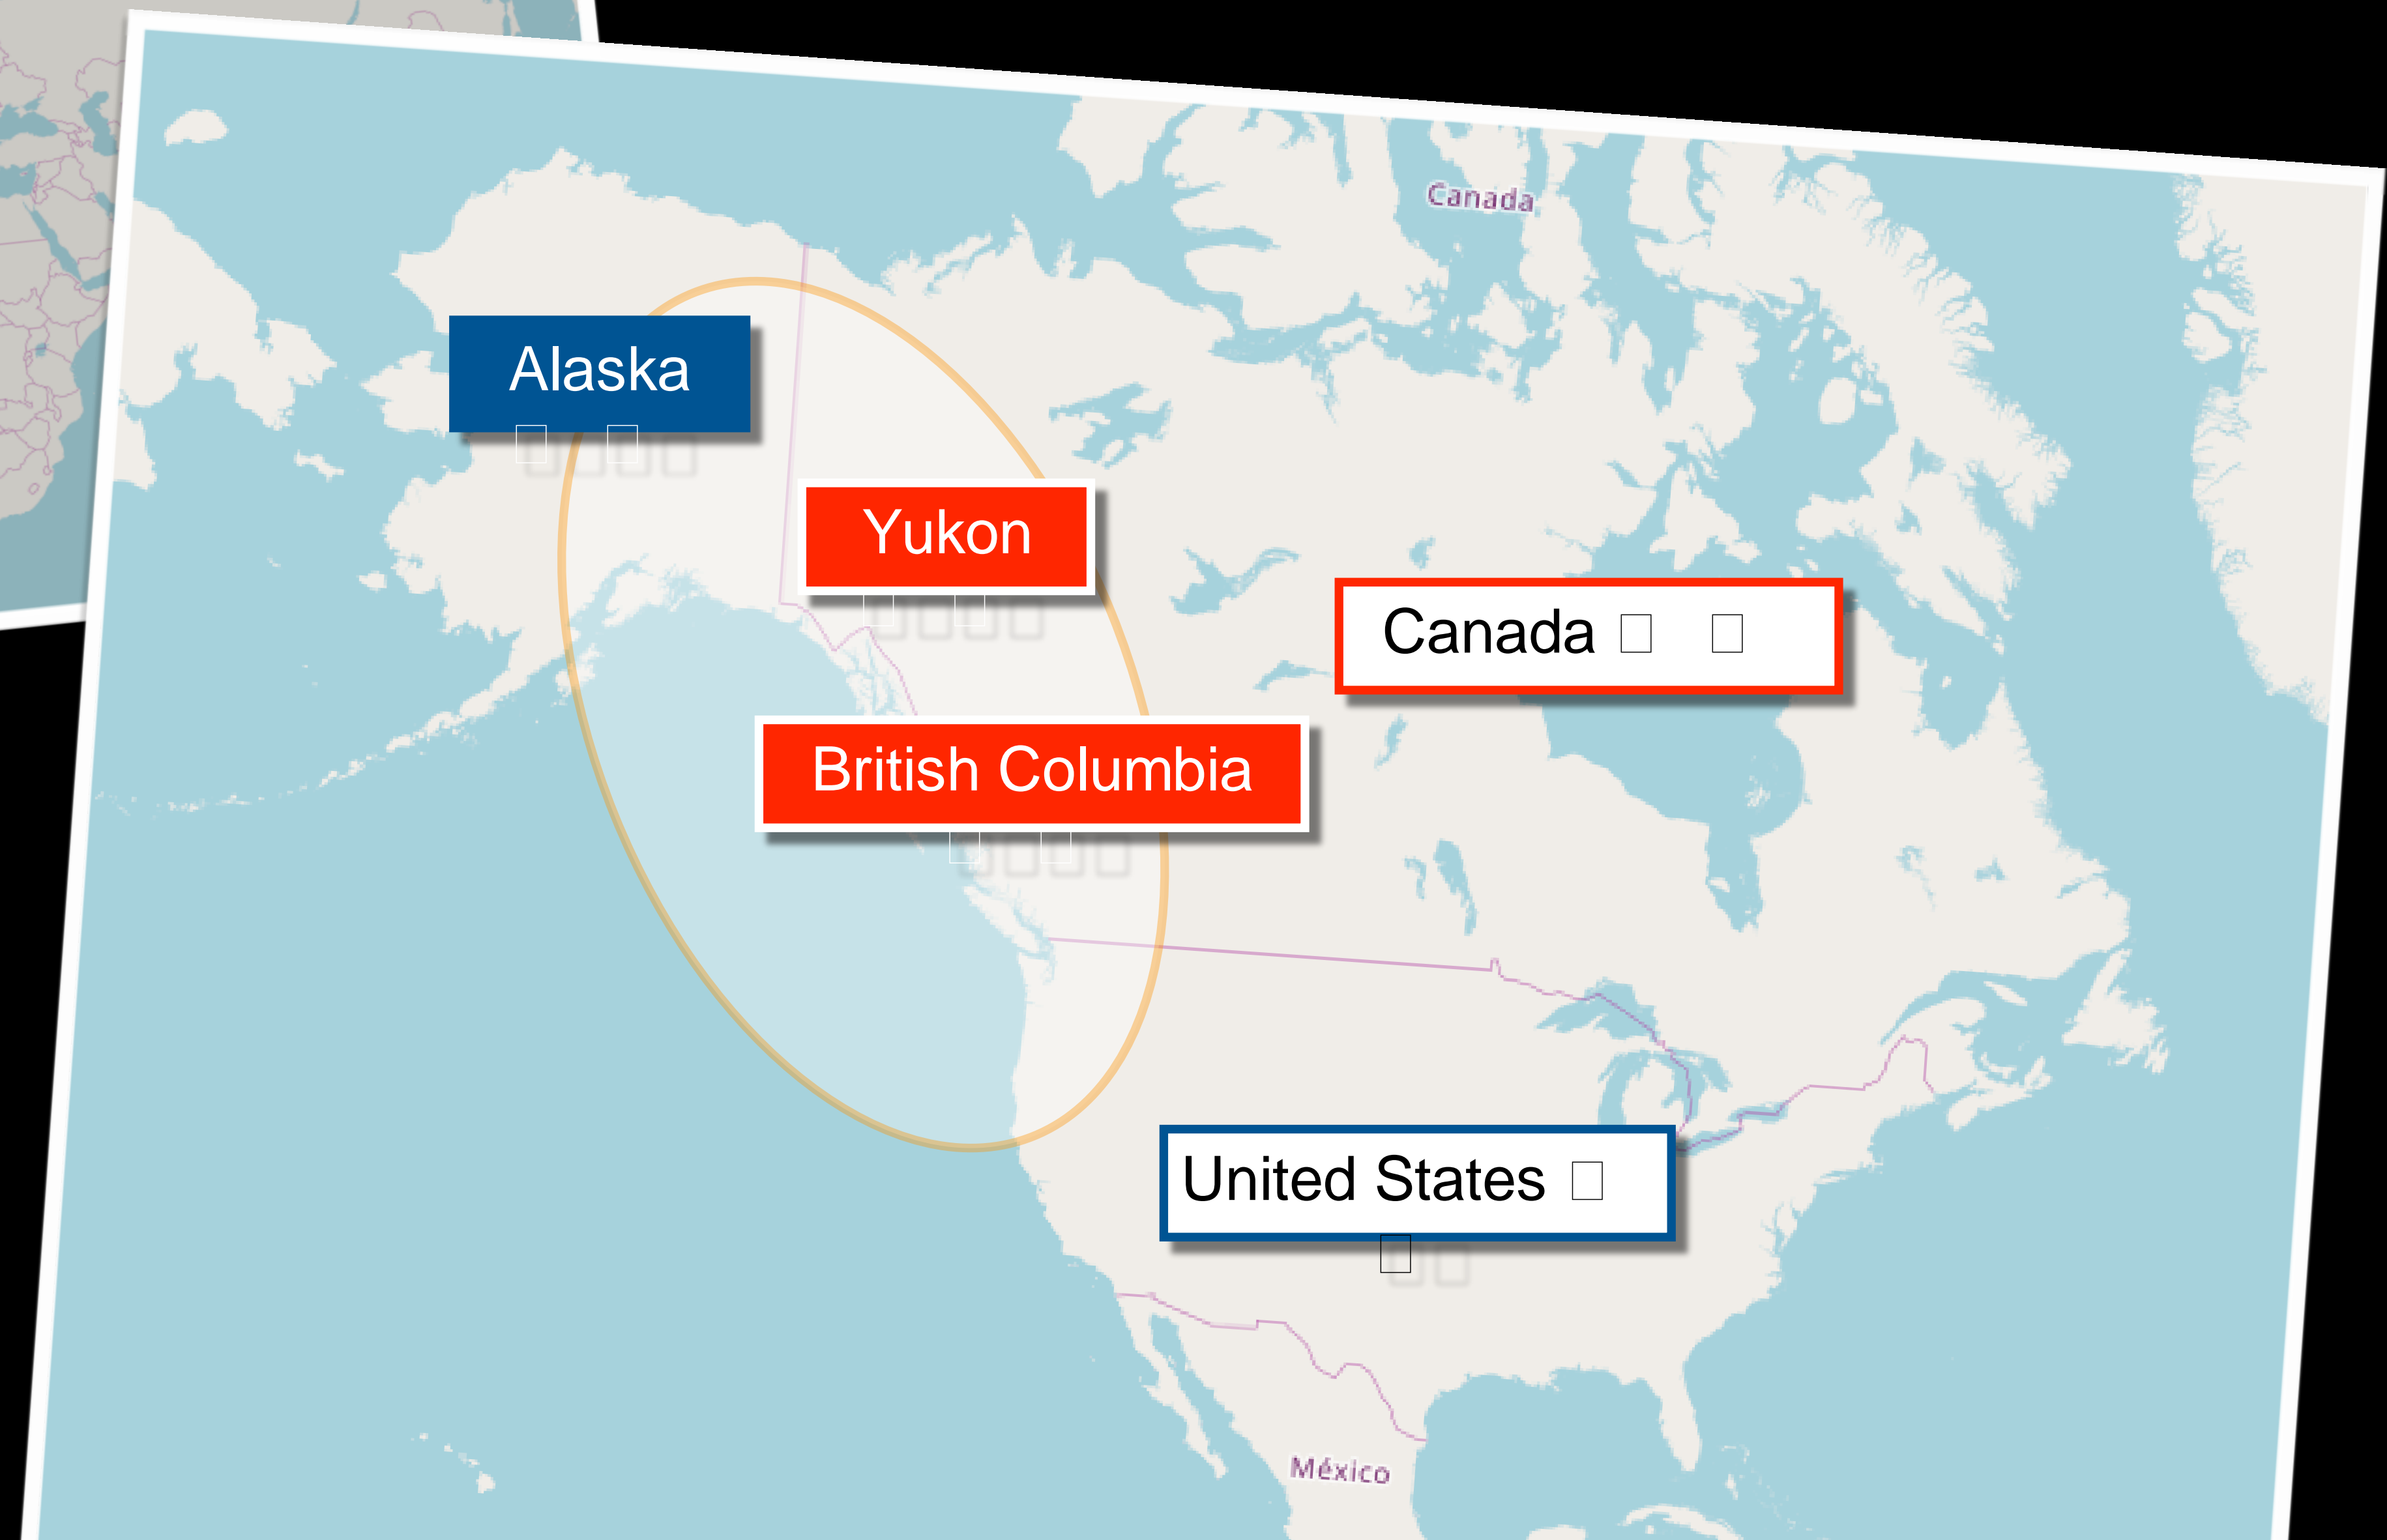 Canada
Alaska
Yukon
Canada
British Columbia
United States
México